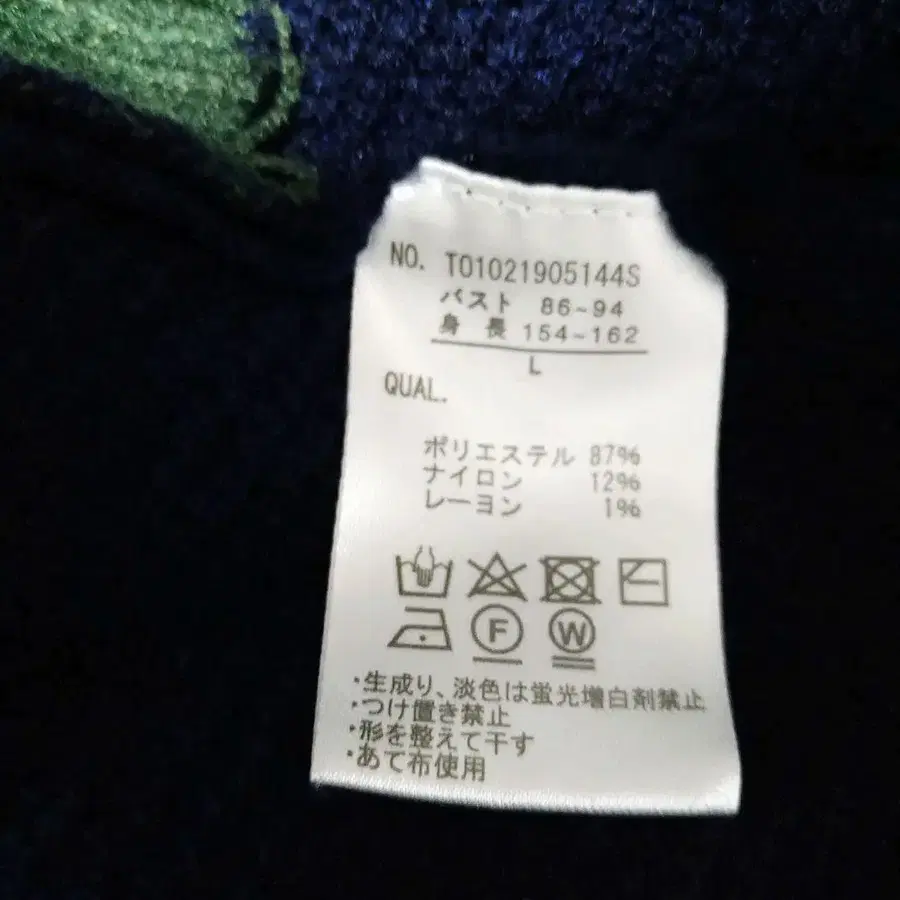 NO. T01021905144S
バスト 86~94
身長 154~162
L
QUAL.
ポリエステル 87%
ナイロン 12%
レーヨン 1%
F W
・生成り、淡色は蛍光増白剤禁止
・つけ置き禁止
・形を整えて干す
・あて布使用